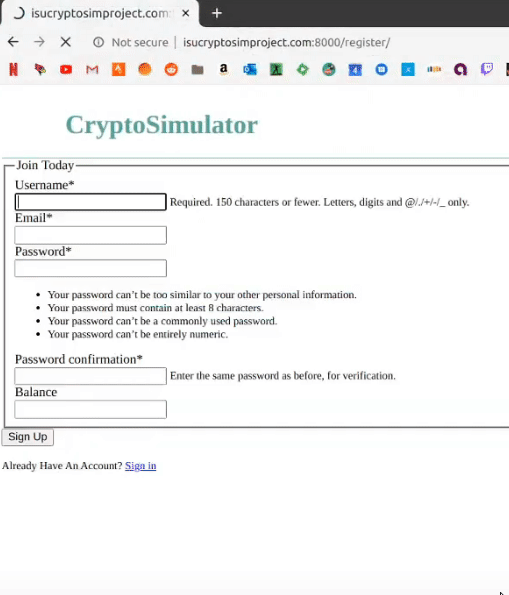 isucryptosimproject.com:
Not secure | isucryptosimproject.com:8000/register/
CryptoSimulator
Join Today
Username*
Required. 150 characters or fewer. Letters, digits and @/./+/-/_ only.
Email*
Password*
Your password can’t be too similar to your other personal information.
Your password must contain at least 8 characters.
Your password can’t be a commonly used password.
Your password can’t be entirely numeric.
Password confirmation*
Enter the same password as before, for verification.
Balance
Sign Up
Already Have An Account? Sign in